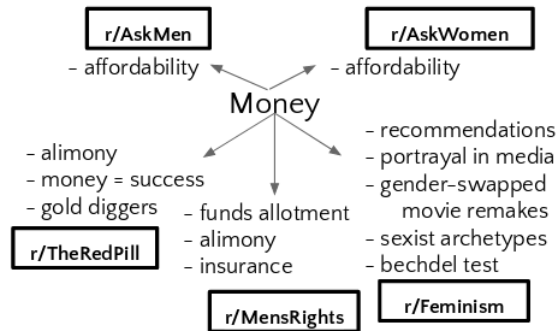 r/AskMen
– affordability
r/AskWomen
– affordability
Money
– alimony
– money = success
– gold diggers
r/TheRedPill
– funds allotment
– alimony
– insurance
r/MensRights
– recommendations
– portrayal in media
– gender-swapped
movie remakes
– sexist archetypes
– bechdel test
r/Feminism